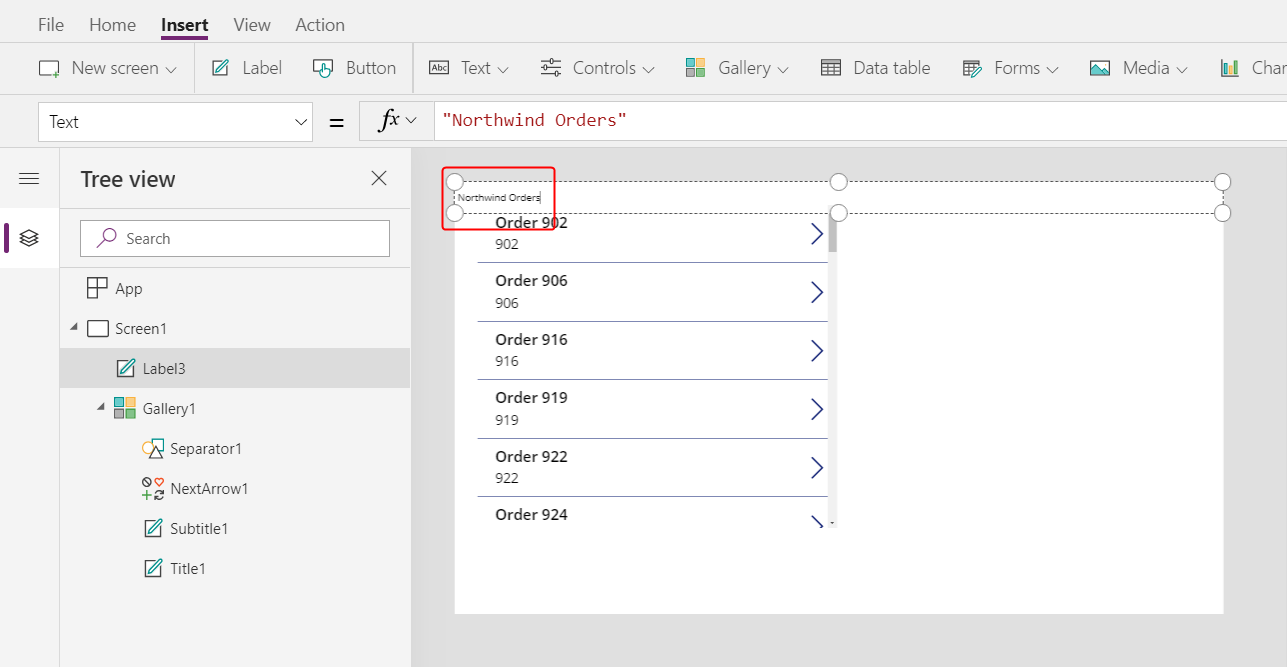 File Home Insert View Action
New screen Label Button Abc Text Controls Gallery Data table Forms Media Char
Text = fx "Northwind Orders"
Tree view
Search
App
Screen1
Label3
Gallery1
Separator1
NextArrow1
Subtitle1
Title1
Northwind Orders
Order 902
902
Order 906
906
Order 916
916
Order 919
919
Order 922
922
Order 924